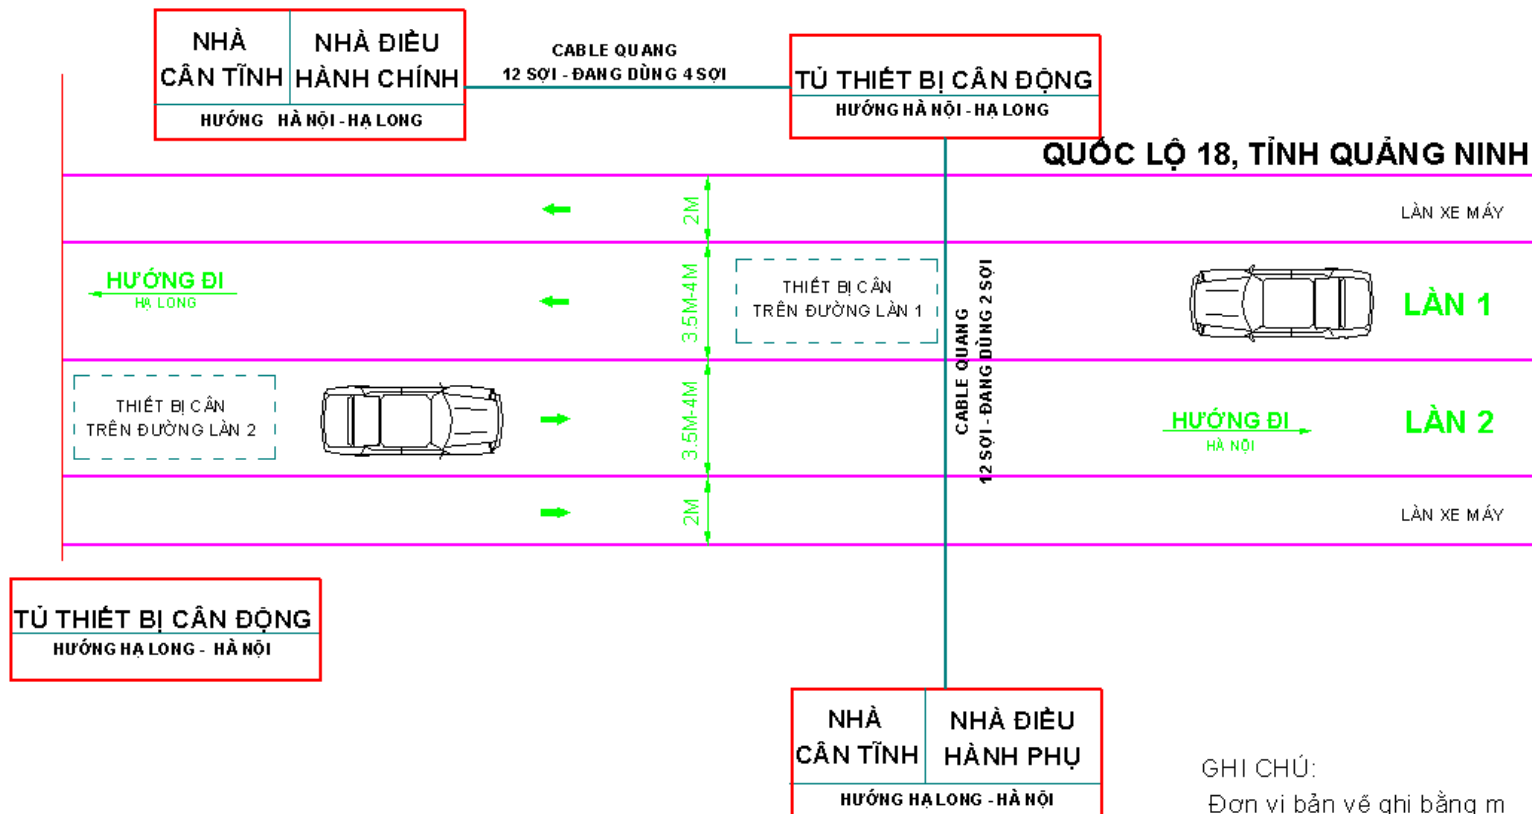 NHÀ
CÂN TĨNH
NHÀ ĐIỀU
HÀNH CHÍNH
HƯỚNG HÀ NỘI - HẠ LONG
CABLE QUANG
12 SỢI - ĐANG DÙNG 4 SỢI
TỦ THIẾT BỊ CÂN ĐỘNG
HƯỚNG HÀ NỘI - HẠ LONG
QUỐC LỘ 18, TỈNH QUẢNG NINH
2M
LÀN XE MÁY
HƯỚNG ĐI
HẠ LONG
3.5M-4M
THIẾT BỊ CÂN
TRÊN ĐƯỜNG LÀN 1
CABLE QUANG
12 SỢI - ĐANG DÙNG 2 SỢI
LÀN 1
THIẾT BỊ CÂN
TRÊN ĐƯỜNG LÀN 2
3.5M-4M
HƯỚNG ĐI
HÀ NỘI
LÀN 2
2M
LÀN XE MÁY
TỦ THIẾT BỊ CÂN ĐỘNG
HƯỚNG HẠ LONG - HÀ NỘI
NHÀ
CÂN TĨNH
NHÀ ĐIỀU
HÀNH PHỤ
HƯỚNG HẠ LONG - HÀ NỘI
GHI CHÚ:
Đơn vị bản vẽ ghi bằng m